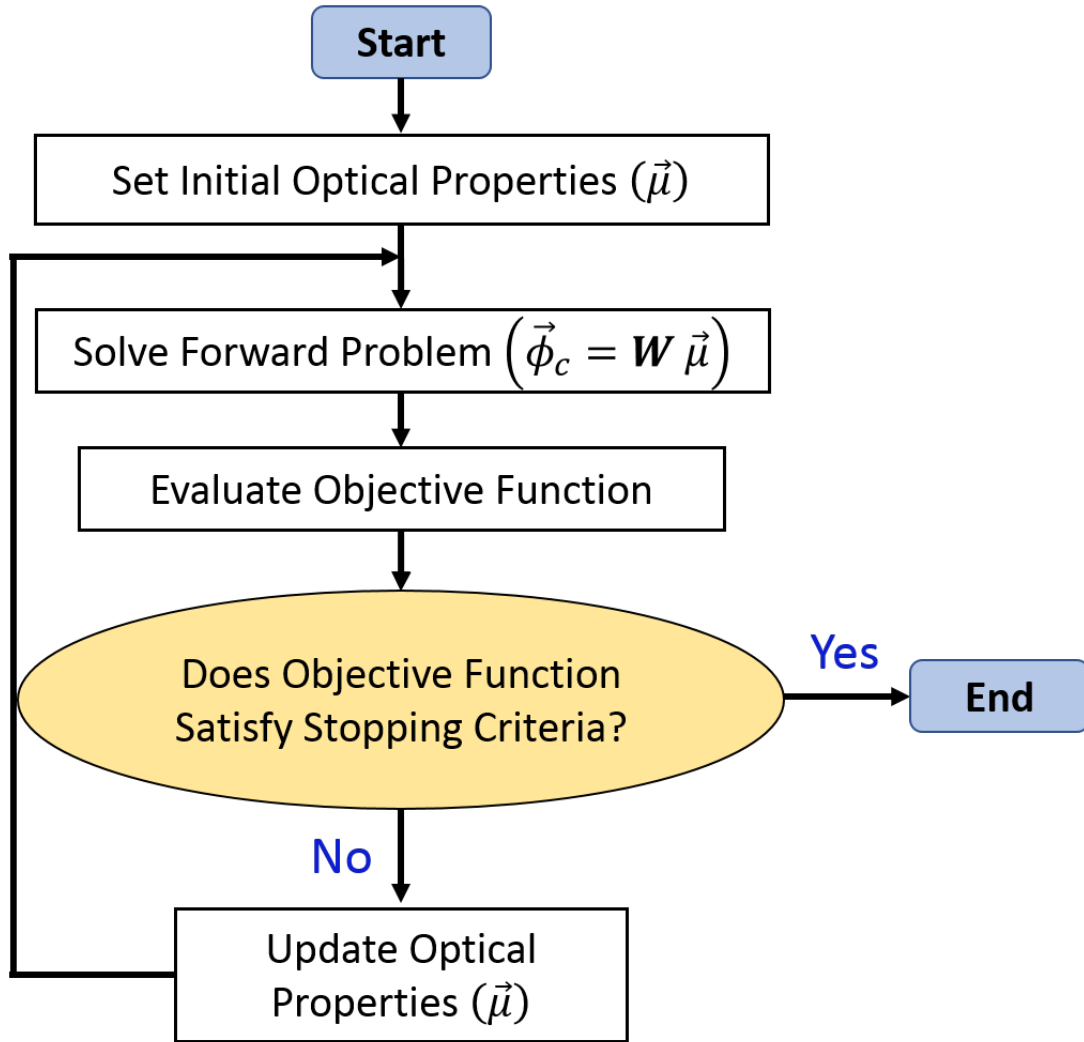 Start
Set Initial Optical Properties (μ⃗)
Solve Forward Problem (ϕ⃗c = W μ⃗)
Evaluate Objective Function
Does Objective Function
Satisfy Stopping Criteria?
Yes
End
No
Update Optical
Properties (μ⃗)